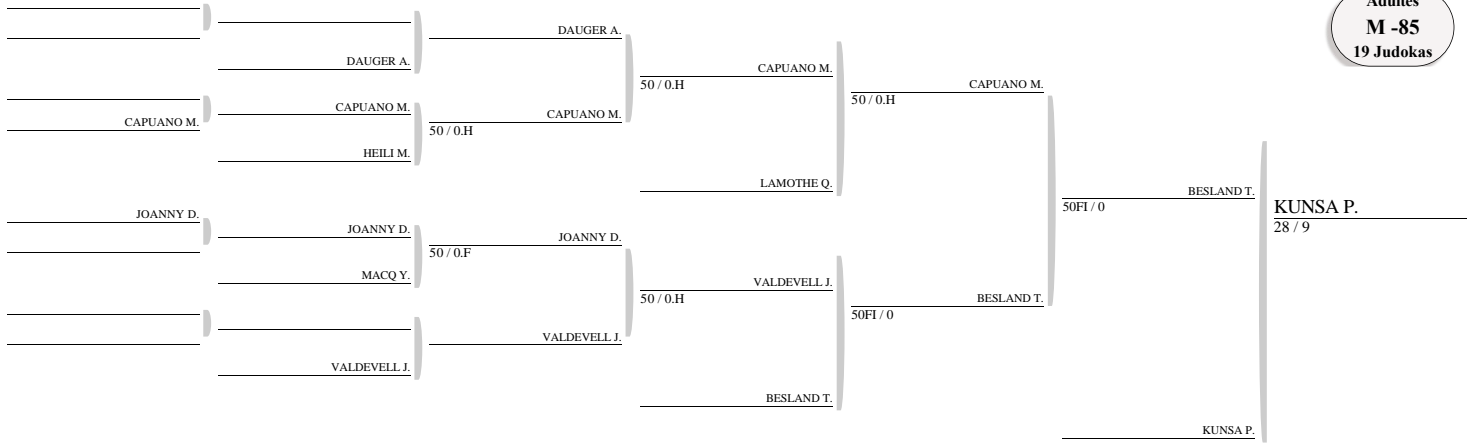 Adultes
M -85
19 Judokas
DAUGER A.
DAUGER A.
CAPUANO M.
50 / 0.H
CAPUANO M.
50 / 0.H
CAPUANO M.
CAPUANO M.
CAPUANO M.
50 / 0.H
HEILI M.
LAMOTHE Q.
BESLAND T.
50FI / 0
KUNSA P.
28 / 9
JOANNY D.
JOANNY D.
JOANNY D.
50 / 0.F
MACQ Y.
VALDEVELL J.
50 / 0.H
BESLAND T.
50FI / 0
VALDEVELL J.
VALDEVELL J.
BESLAND T.
KUNSA P.